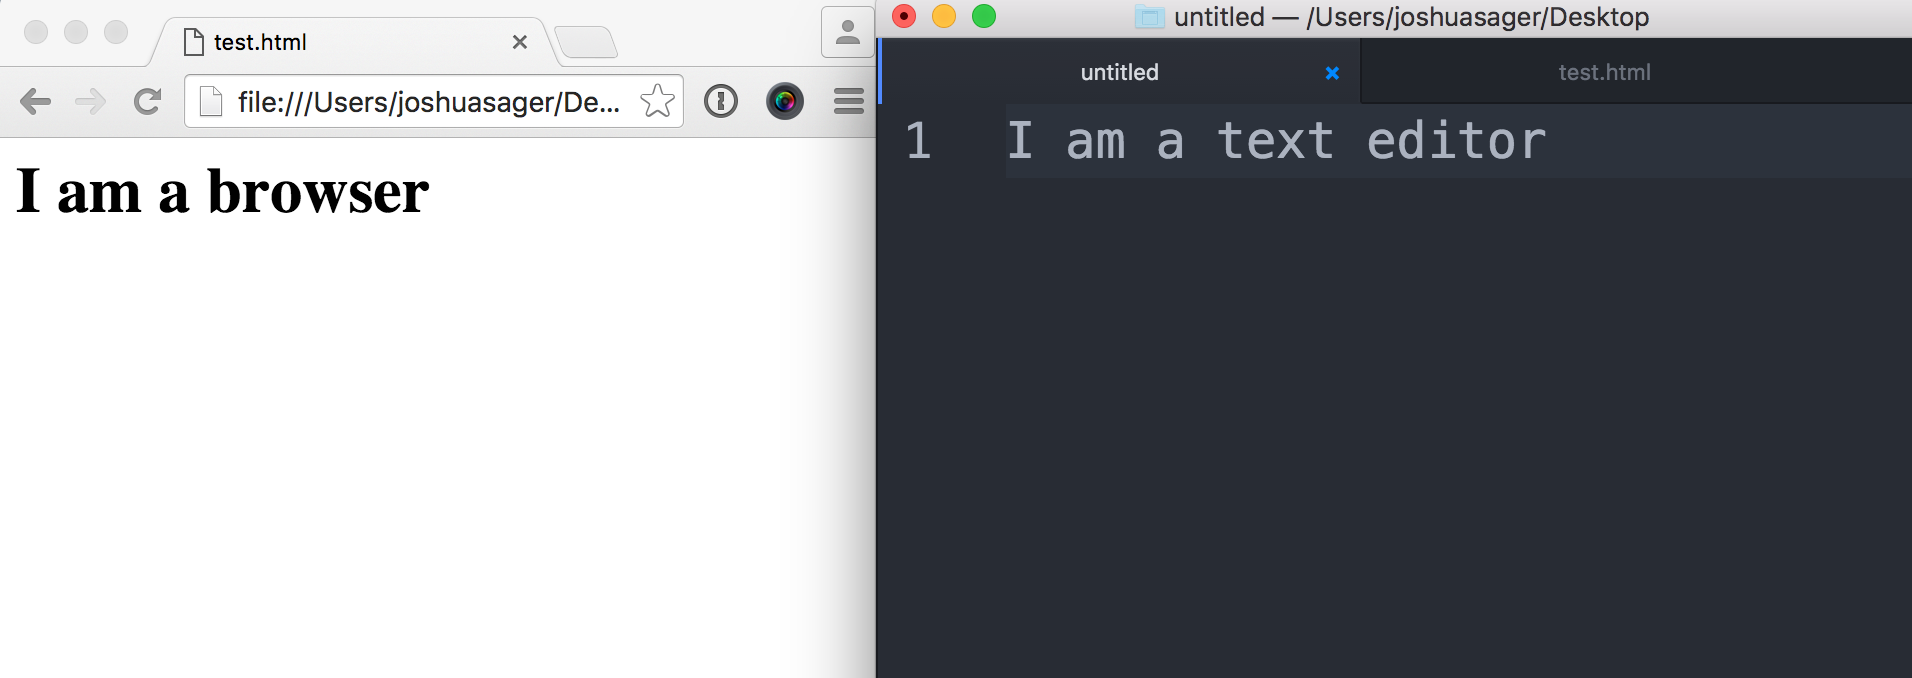 test.html
file:///Users/joshuasager/De...
I am a browser
untitled — /Users/joshuasager/Desktop
untitled
test.html
1 I am a text editor